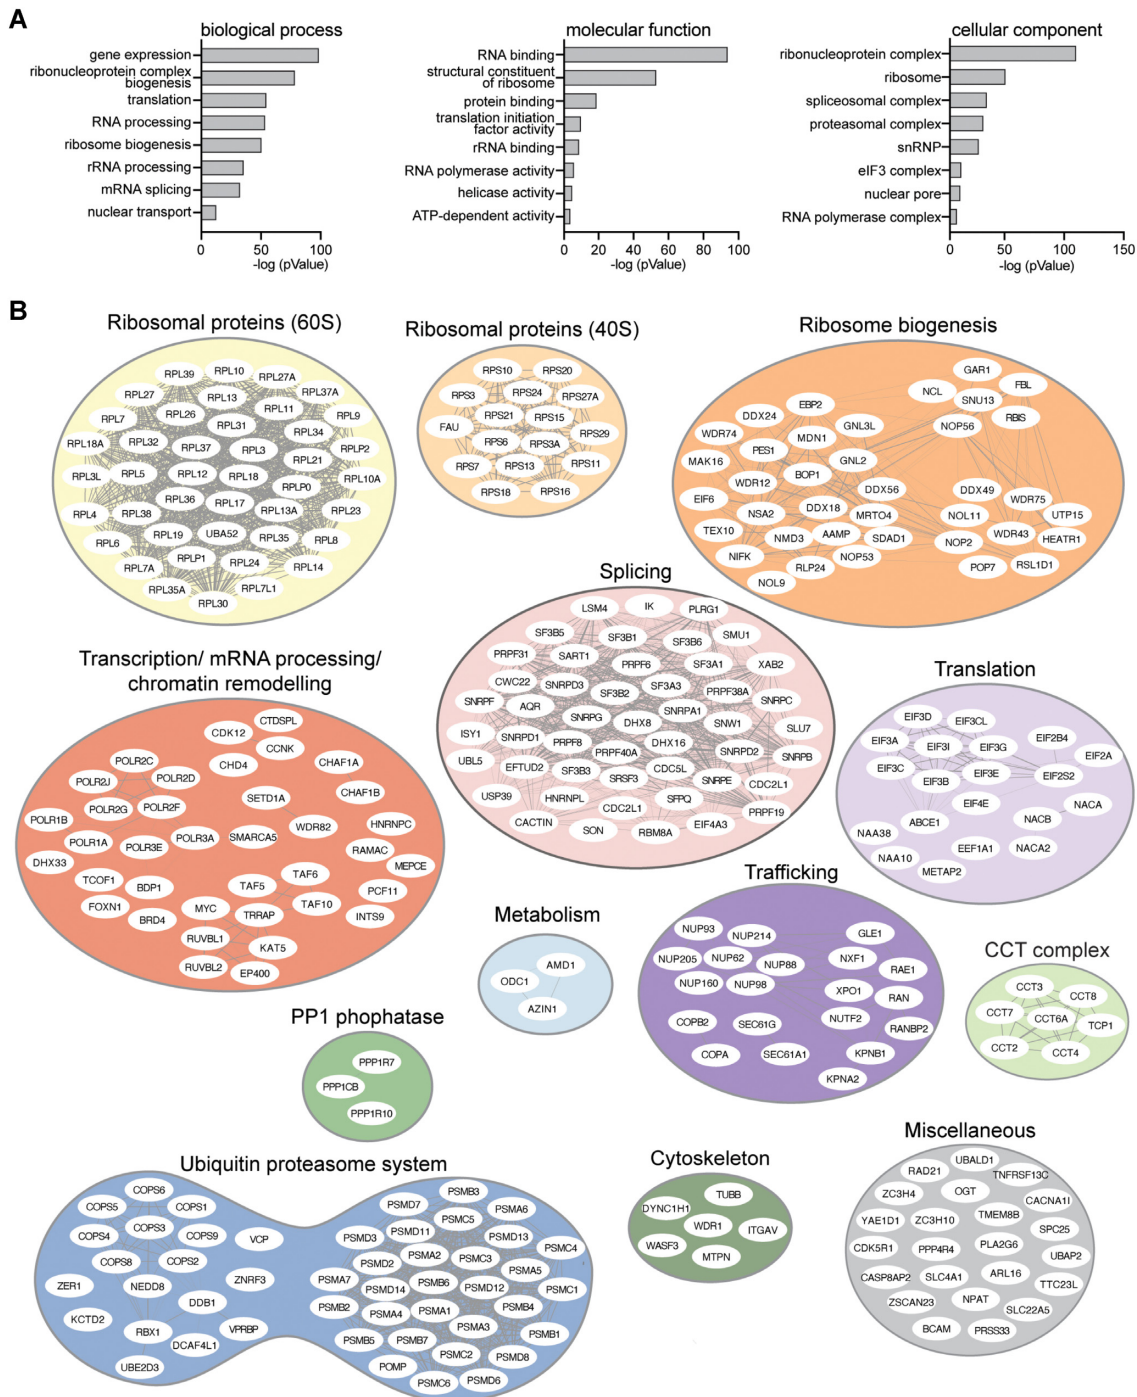 A
biological process
gene expression
ribonucleoprotein complex
biogenesis
translation
RNA processing
ribosome biogenesis
rRNA processing
mRNA splicing
nuclear transport
0 50 100
-log (pValue)
molecular function
RNA binding
structural constituent
of ribosome
protein binding
translation initiation
factor activity
rRNA binding
RNA polymerase activity
helicase activity
ATP-dependent activity
0 20 40 60 80 100
-log (pValue)
cellular component
ribonucleoprotein complex
ribosome
spliceosomal complex
proteasomal complex
snRNP
eIF3 complex
nuclear pore
RNA polymerase complex
0 50 100 150
-log (pValue)
B
Ribosomal proteins (60S)
RPL39 RPL10 RPL27A
RPL27 RPL13 RPL37A
RPL7 RPL26 RPL11 RPL9
RPL31 RPL34
RPL18A RPL32 RPL37 RPL3 RPLP2
RPL21
RPL3L RPL5 RPL12 RPL18 RPL10A
RPLP0
RPL36 RPL17
RPL4 RPL38 RPL13A RPL23
RPL6 RPL19 UBA52 RPL35 RPL8
RPL7A RPLP1 RPL24 RPL14
RPL35A RPL7L1
RPL30
Ribosomal proteins (40S)
RPS10 RPS20
RPS3 RPS24 RPS27A
RPS21 RPS15
FAU RPS29
RPS6 RPS3A
RPS7 RPS13 RPS11
RPS18 RPS16
Ribosome biogenesis
GAR1
NCL FBL
SNU13
EBP2
DDX24 RBIS
GNL3L NOP56
WDR74 MDN1
PES1
MAK16 GNL2
BOP1
WDR12
DDX56 DDX49
EIF6 WDR75
NSA2 DDX18
MRTO4 NOL11 UTP15
TEX10 NMD3 AAMP SDAD1 WDR43 HEATR1
NOP2
NIFK NOP53
RLP24 POP7 RSL1D1
NOL9
Splicing
LSM4 IK PLRG1
SF3B5 SF3B1 SF3B6 SMU1
PRPF31 SART1 PRPF6 SF3A1 XAB2
CWC22 SNRPD3 SF3B2 SF3A3 PRPF38A
SNRPF AQR SNRPC
SNRPG SNRPA1
DHX8 SNW1
ISY1 SNRPD1 SLU7
PRPF8 DHX16
PRPF40A SNRPD2 SNRPB
UBL5 EFTUD2 SF3B3 CDC5L
SRSF3 SNRPE CDC2L1
USP39 HNRNPL SFPQ
CDC2L1 PRPF19
CACTIN EIF4A3
SON RBM8A
Transcription/ mRNA processing/
chromatin remodelling
CTDSPL
CDK12
CCNK
POLR2C CHD4 CHAF1A
POLR2J POLR2D
SETD1A CHAF1B
POLR2G POLR2F
POLR1B WDR82 HNRNPC
POLR1A POLR3E POLR3A SMARCA5 RAMAC
DHX33 MEPCE
TAF6
TCOF1 BDP1 TAF5 PCF11
FOXN1 MYC TAF10
BRD4 TRRAP INTS9
RUVBL1 KAT5
RUVBL2 EP400
Translation
EIF3D EIF3CL
EIF3A EIF3I EIF3G EIF2B4
EIF2A
EIF3C EIF3B EIF3E EIF2S2
EIF4E NACA
ABCE1 NACB
NAA38
EEF1A1 NACA2
NAA10
METAP2
Metabolism
AMD1
ODC1
AZIN1
Trafficking
NUP93 NUP214 GLE1
NUP205 NUP62 NUP88 NXF1
RAE1
NUP160 NUP98 XPO1 RAN
NUTF2
COPB2 SEC61G RANBP2
COPA SEC61A1 KPNB1
KPNA2
CCT complex
CCT3
CCT8
CCT7 CCT6A
TCP1
CCT2 CCT4
PP1 phophatase
PPP1R7
PPP1CB
PPP1R10
Ubiquitin proteasome system
COPS6
COPS5 COPS1
COPS3
COPS4 COPS9 VCP
COPS8 COPS2
ZER1 NEDD8 ZNRF3
DDB1
KCTD2 RBX1 VPRBP
DCAF4L1
UBE2D3
PSMB3
PSMD7 PSMA6
PSMC5
PSMD3 PSMD11 PSMD13
PSMA2 PSMC3 PSMC4
PSMD2 PSMA5
PSMA7 PSMB6 PSMD12
PSMD14 PSMC1
PSMB2 PSMA4 PSMA1 PSMB4
PSMA3
PSMB5 PSMB7 PSMB1
PSMC2 PSMD8
POMP
PSMC6 PSMD6
Cytoskeleton
TUBB
DYNC1H1
WDR1 ITGAV
WASF3
MTPN
Miscellaneous
UBALD1
RAD21 TNFRSF13C
ZC3H4 OGT CACNA1I
TMEM8B
YAE1D1 ZC3H10 SPC25
CDK5R1 PPP4R4 PLA2G6 UBAP2
CASP8AP2 SLC4A1 ARL16 TTC23L
ZSCAN23 NPAT SLC22A5
BCAM PRSS33